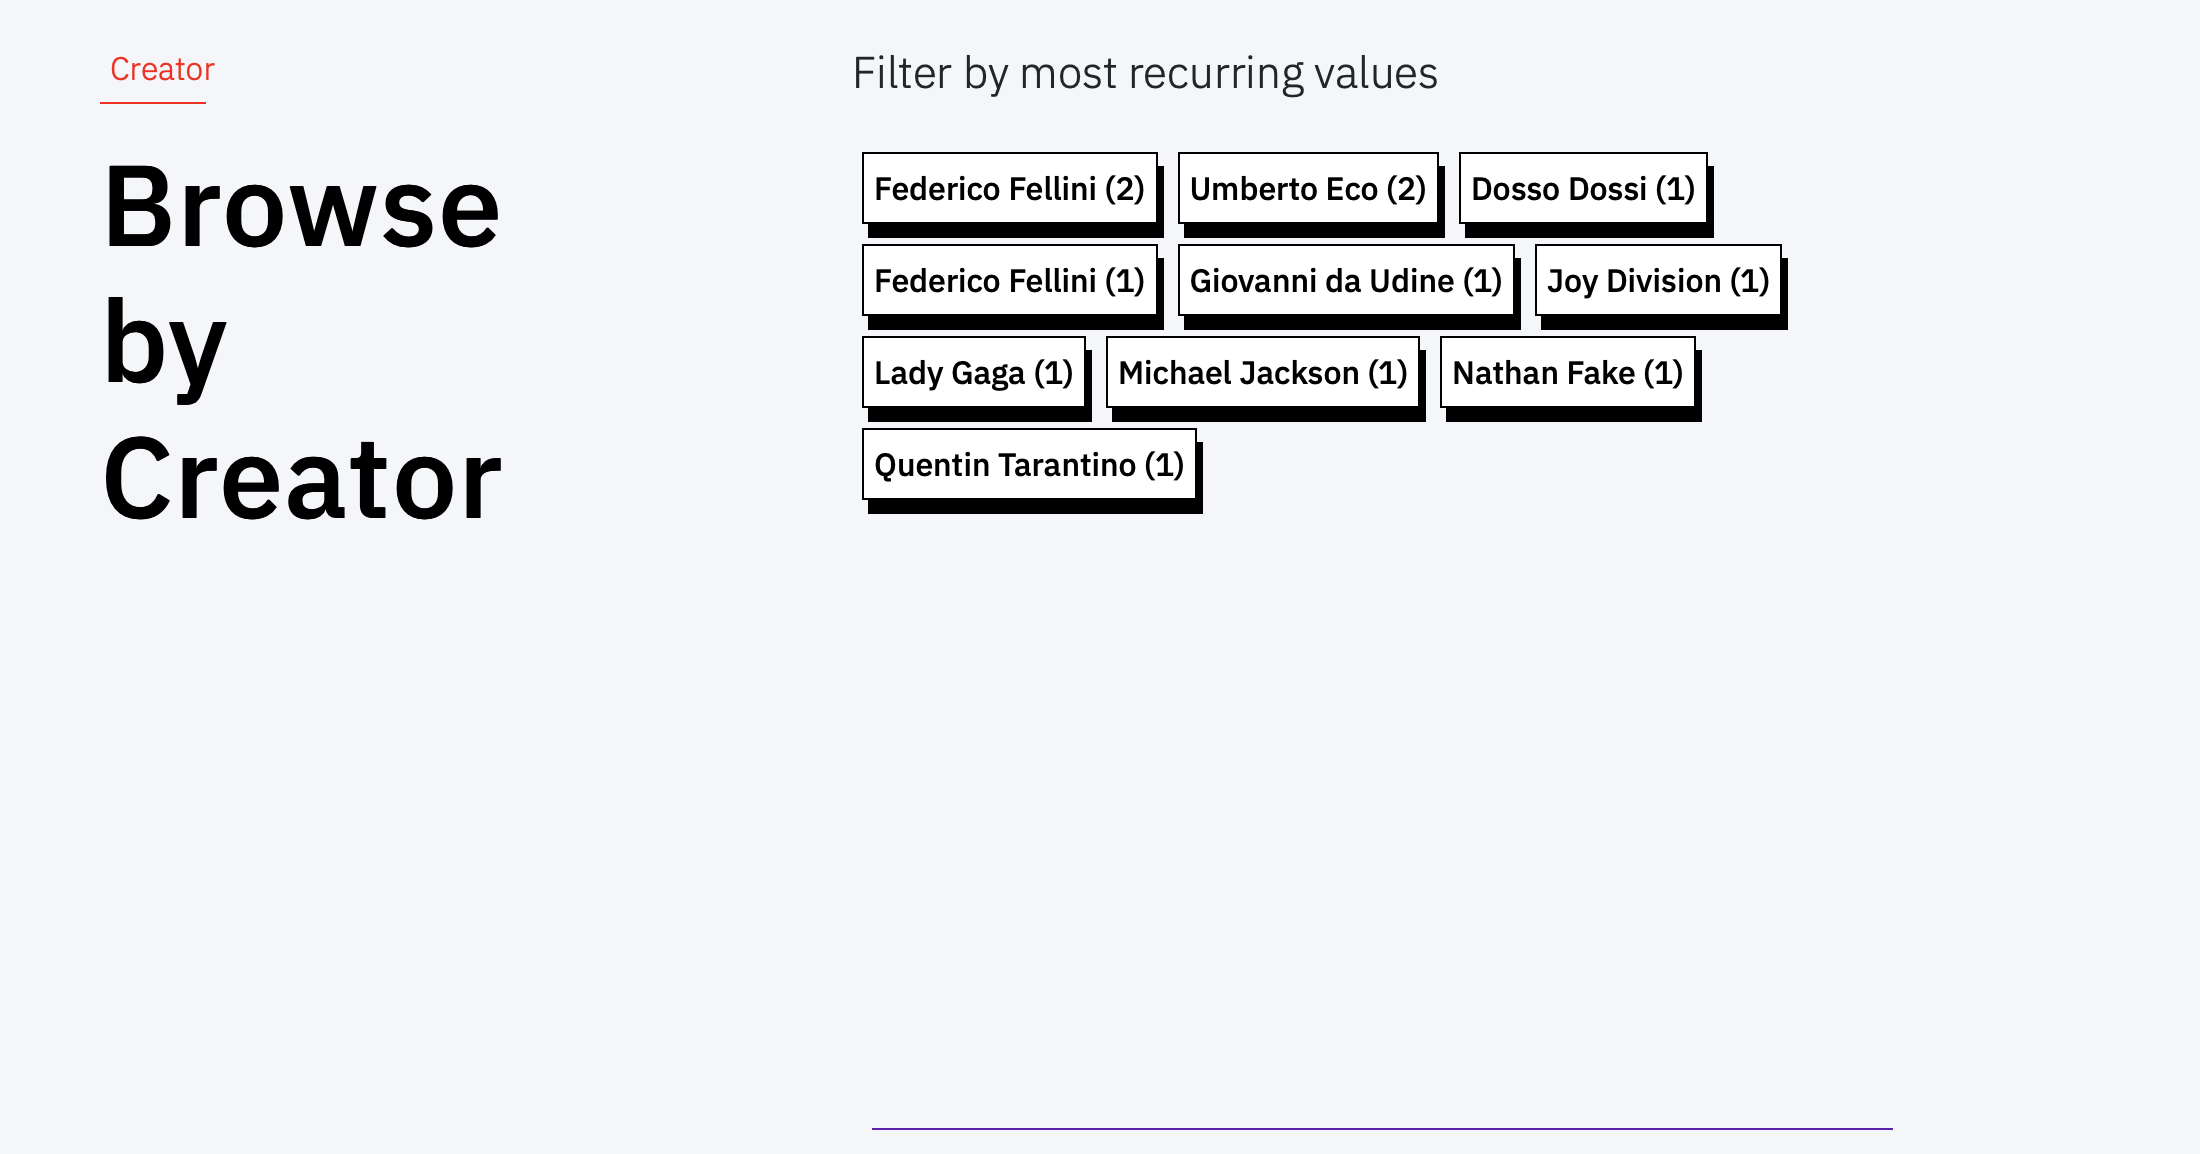 Creator
Browse
by
Creator
Filter by most recurring values
Federico Fellini (2) Umberto Eco (2) Dosso Dossi (1)
Federico Fellini (1) Giovanni da Udine (1) Joy Division (1)
Lady Gaga (1) Michael Jackson (1) Nathan Fake (1)
Quentin Tarantino (1)